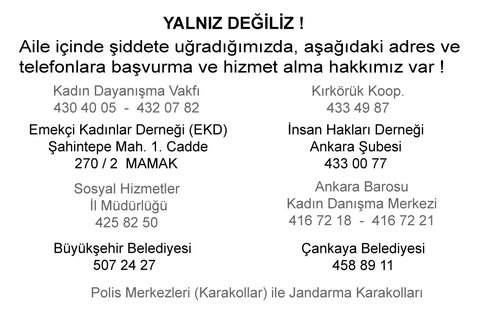 YALNIZ DEĞİLİZ !
Aile içinde şiddete uğradığımızda, aşağıdaki adres ve
telefonlara başvurma ve hizmet alma hakkımız var !
Kadın Dayanışma Vakfı
430 40 05 - 432 07 82
Kırkörük Koop.
433 49 87
Emekçi Kadınlar Derneği (EKD)
Şahintepe Mah. 1. Cadde
270 / 2 MAMAK
İnsan Hakları Derneği
Ankara Şubesi
433 00 77
Sosyal Hizmetler
İl Müdürlüğü
425 82 50
Ankara Barosu
Kadın Danışma Merkezi
416 72 18 - 416 72 21
Büyükşehir Belediyesi
507 24 27
Çankaya Belediyesi
458 89 11
Polis Merkezleri (Karakollar) ile Jandarma Karakolları